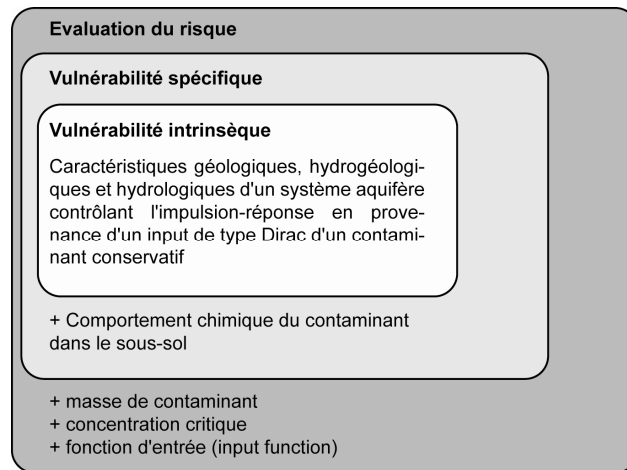 Evaluation du risque
Vulnérabilité spécifique
Vulnérabilité intrinsèque
Caractéristiques géologiques, hydrogéologi-
ques et hydrologiques d'un système aquifère
contrôlant l'impulsion-réponse en prove-
nance d'un input de type Dirac d'un contami-
nant conservatif
+ Comportement chimique du contaminant
dans le sous-sol
+ masse de contaminant
+ concentration critique
+ fonction d'entrée (input function)